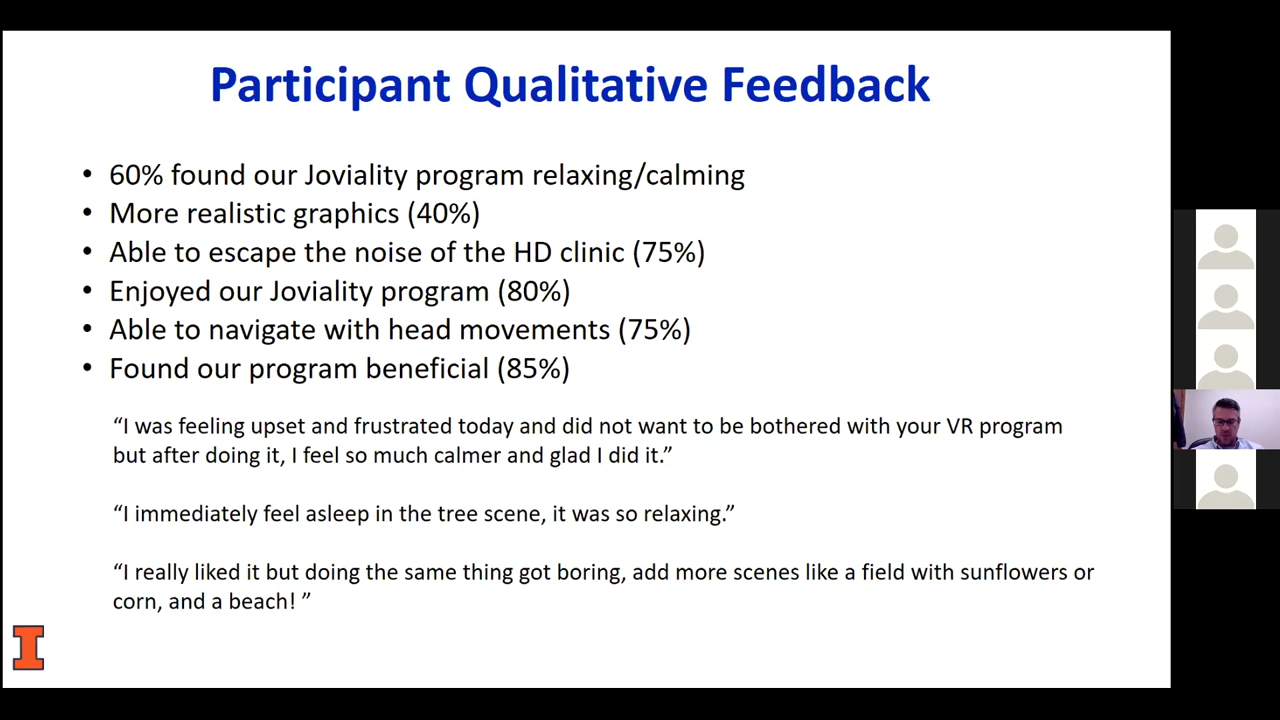 Participant Qualitative Feedback
• 60% found our Joviality program relaxing/calming
• More realistic graphics (40%)
• Able to escape the noise of the HD clinic (75%)
• Enjoyed our Joviality program (80%)
• Able to navigate with head movements (75%)
• Found our program beneficial (85%)
“I was feeling upset and frustrated today and did not want to be bothered with your VR program
but after doing it, I feel so much calmer and glad I did it.”
“I immediately feel asleep in the tree scene, it was so relaxing.”
“I really liked it but doing the same thing got boring, add more scenes like a field with sunflowers or
corn, and a beach! ”
I